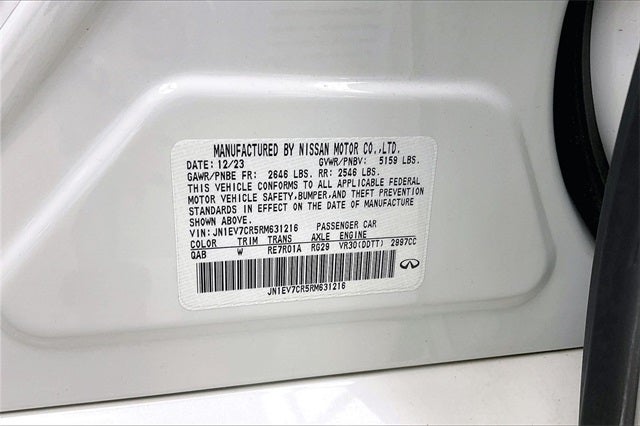 MANUFACTURED BY NISSAN MOTOR CO.,LTD.
DATE: 12/23 GVWR/PNBV: 5159 LBS.
GAWR/PNBE FR: 2646 LBS. RR: 2546 LBS.
THIS VEHICLE CONFORMS TO ALL APPLICABLE FEDERAL
MOTOR VEHICLE SAFETY,BUMPER,AND THEFT PREVENTION
STANDARDS IN EFFECT ON THE DATE OF MANUFACTURE
SHOWN ABOVE.
VIN: JN1EV7CR5RM631216 PASSENGER CAR
COLOR TRIM TRANS AXLE ENGINE
QAB W RE7R01A RG29 VR30(DDTT) 2997CC
JN1EV7CR5RM631216